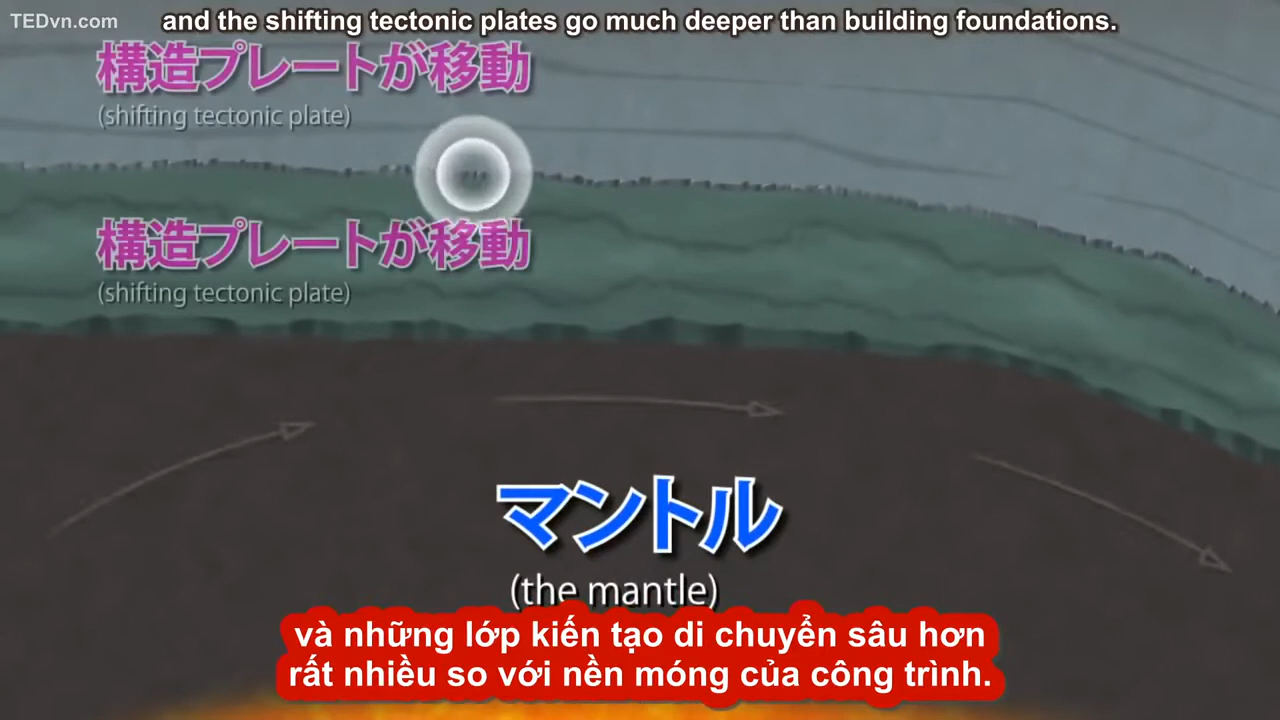 TEDvn.com
and the shifting tectonic plates go much deeper than building foundations.
構造プレートが移動
(shifting tectonic plate)
構造プレートが移動
(shifting tectonic plate)
マントル
(the mantle)
và những lớp kiến tạo di chuyển sâu hơn
rất nhiều so với nền móng của công trình.